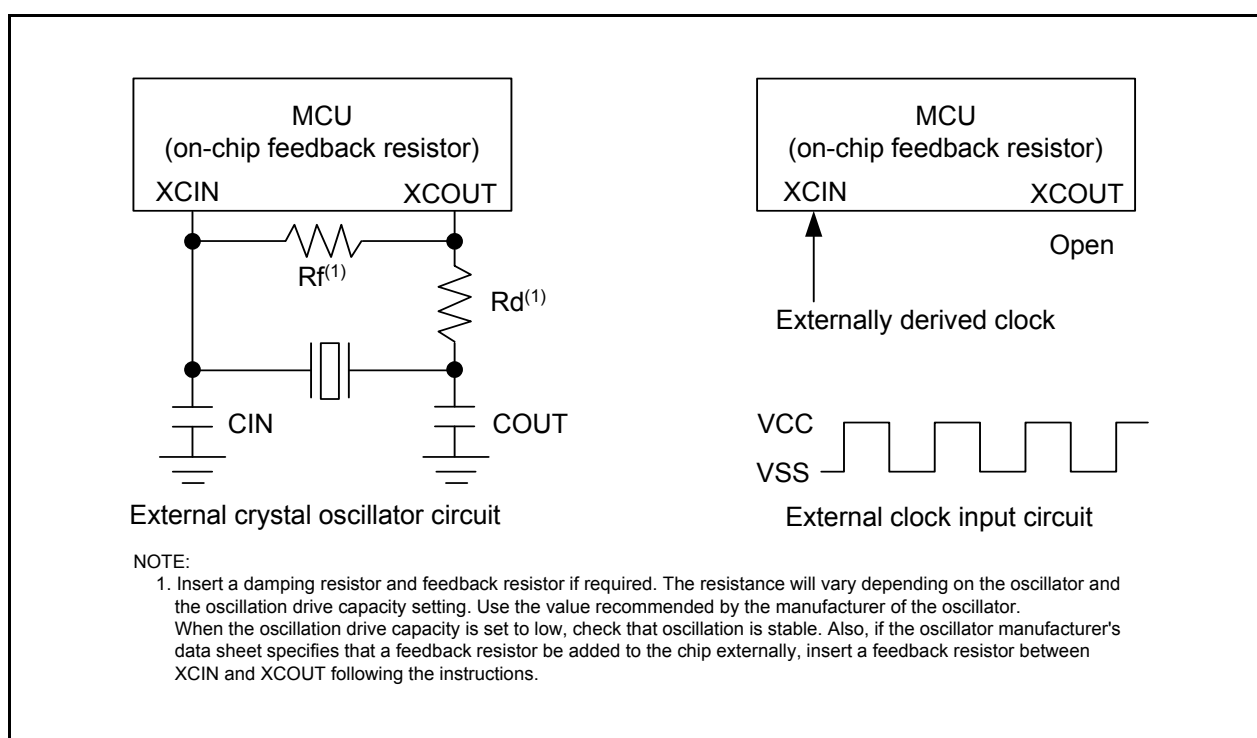 MCU
(on-chip feedback resistor)
XCIN
XCOUT
Rf(1)
Rd(1)
CIN
COUT
External crystal oscillator circuit
MCU
(on-chip feedback resistor)
XCIN
XCOUT
Open
Externally derived clock
VCC
VSS
External clock input circuit
NOTE:
1. Insert a damping resistor and feedback resistor if required. The resistance will vary depending on the oscillator and
the oscillation drive capacity setting. Use the value recommended by the manufacturer of the oscillator.
When the oscillation drive capacity is set to low, check that oscillation is stable. Also, if the oscillator manufacturer's
data sheet specifies that a feedback resistor be added to the chip externally, insert a feedback resistor between
XCIN and XCOUT following the instructions.